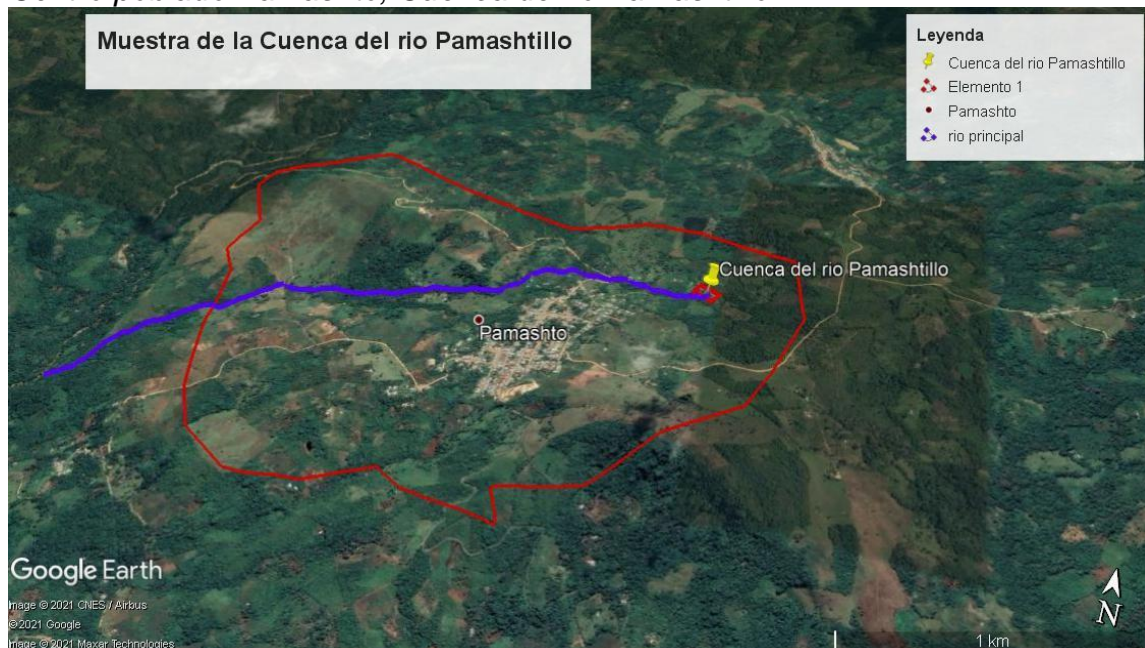 Muestra de la Cuenca del rio Pamashtillo
Leyenda
Cuenca del rio Pamashtillo
Elemento 1
Pamashto
rio principal
Cuenca del rio Pamashtillo
Pamashto
Google Earth
Image © 2021 CNES / Airbus
©2021 Google
Image © 2021 Maxar Technologies
N
1 km